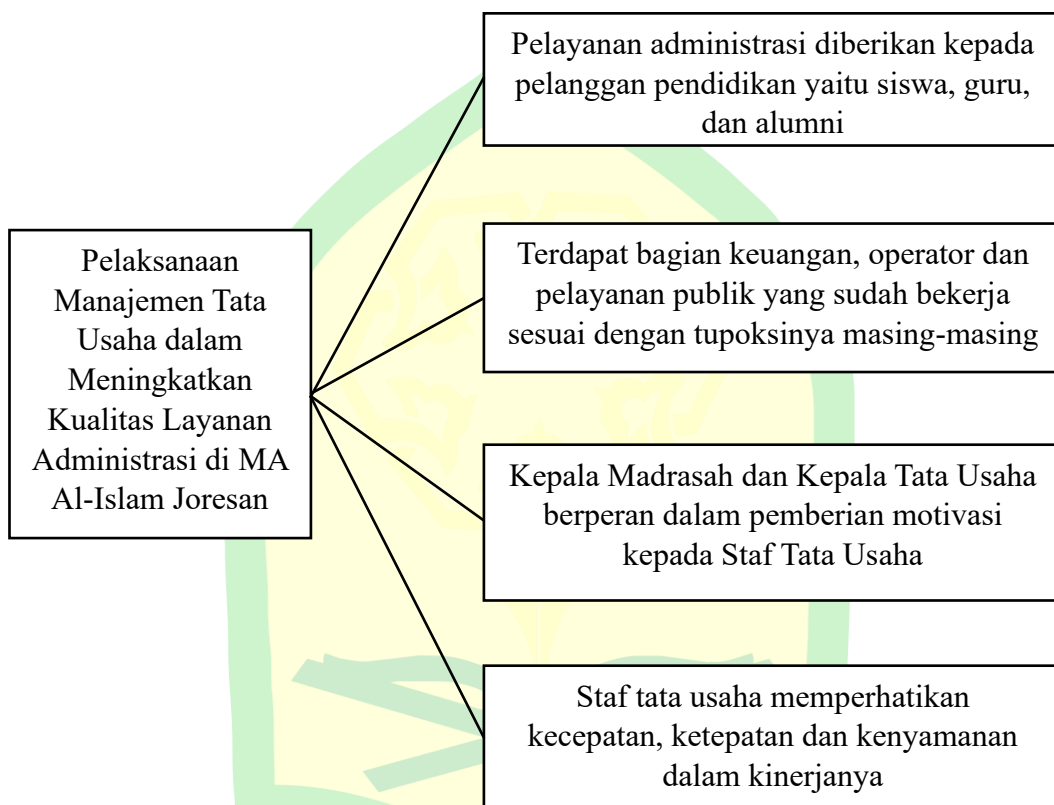 Pelayanan administrasi diberikan kepada
pelanggan pendidikan yaitu siswa, guru,
dan alumni
Pelaksanaan
Manajemen Tata
Usaha dalam
Meningkatkan
Kualitas Layanan
Administrasi di MA
Al-Islam Joresan
Terdapat bagian keuangan, operator dan
pelayanan publik yang sudah bekerja
sesuai dengan tupoksinya masing-masing
Kepala Madrasah dan Kepala Tata Usaha
berperan dalam pemberian motivasi
kepada Staf Tata Usaha
Staf tata usaha memperhatikan
kecepatan, ketepatan dan kenyamanan
dalam kinerjanya